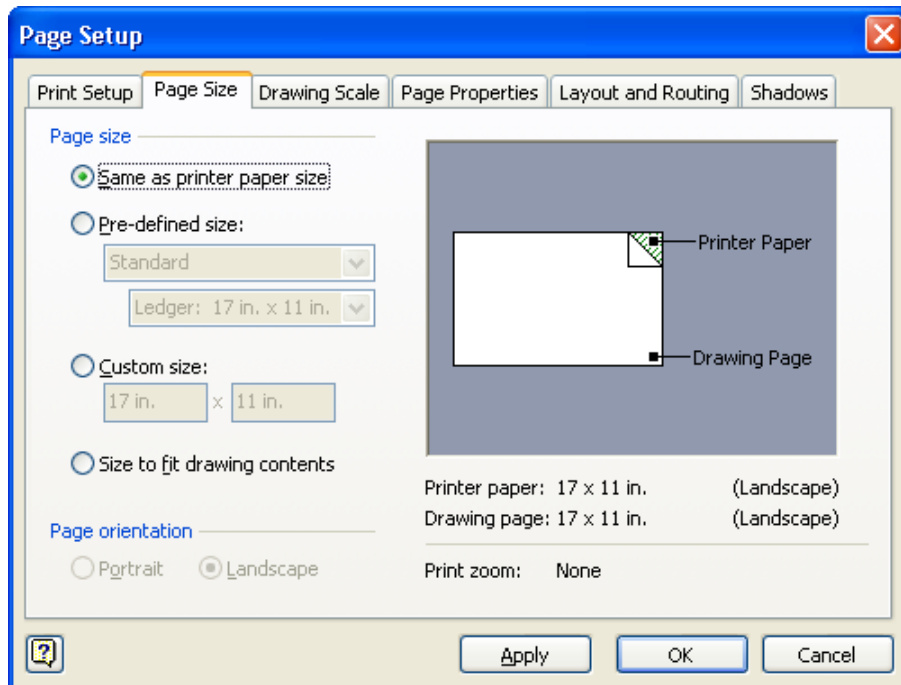 Page Setup
Print Setup Page Size Drawing Scale Page Properties Layout and Routing Shadows
Page size
Same as printer paper size
Pre-defined size:
Standard
Ledger: 17 in. x 11 in.
Custom size:
17 in. x 11 in.
Size to fit drawing contents
Page orientation
Portrait Landscape
Printer Paper
Drawing Page
Printer paper: 17 x 11 in. (Landscape)
Drawing page: 17 x 11 in. (Landscape)
Print zoom: None
?
Apply OK Cancel